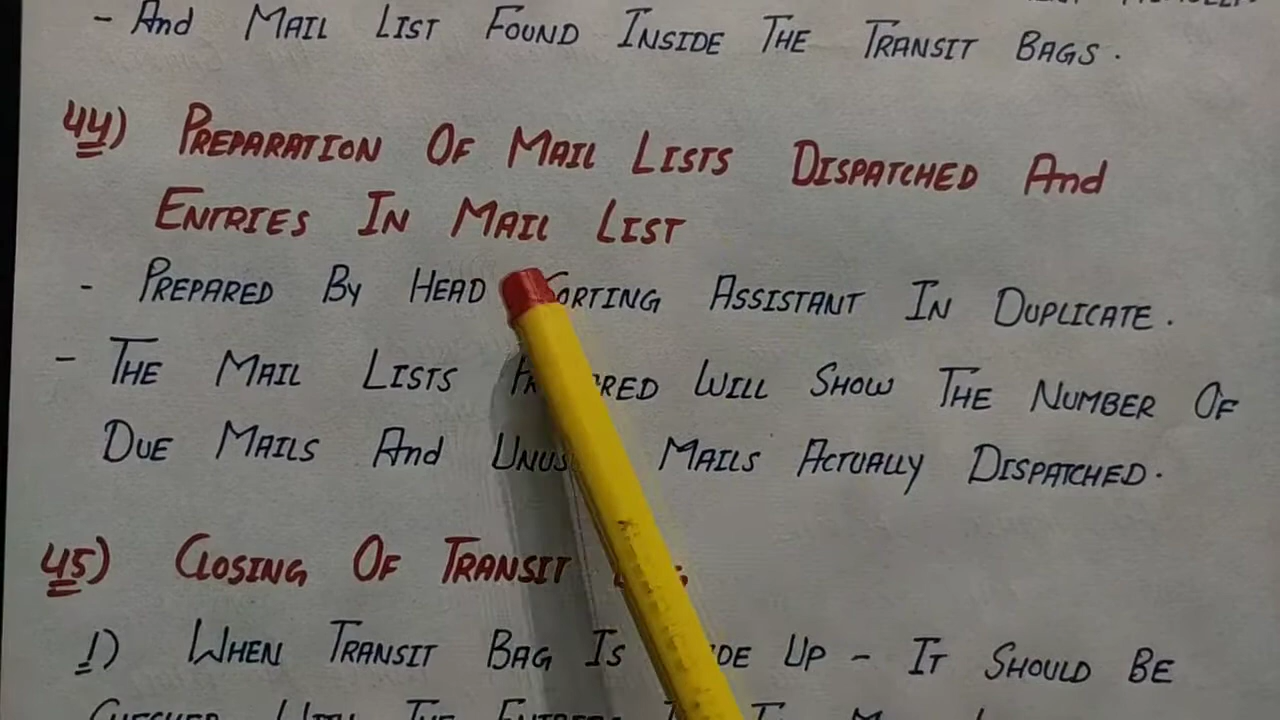 - And Mail List Found Inside The Transit Bags.
44) Preparation Of Mail Lists Dispatched And
Entries In Mail List
- Prepared By Head Sorting Assistant In Duplicate.
- The Mail Lists Prepared Will Show The Number Of
Due Mails And Mails Actually Dispatched.
45) Closing Of Transit
1) When Transit Bag Is Up - It Should Be